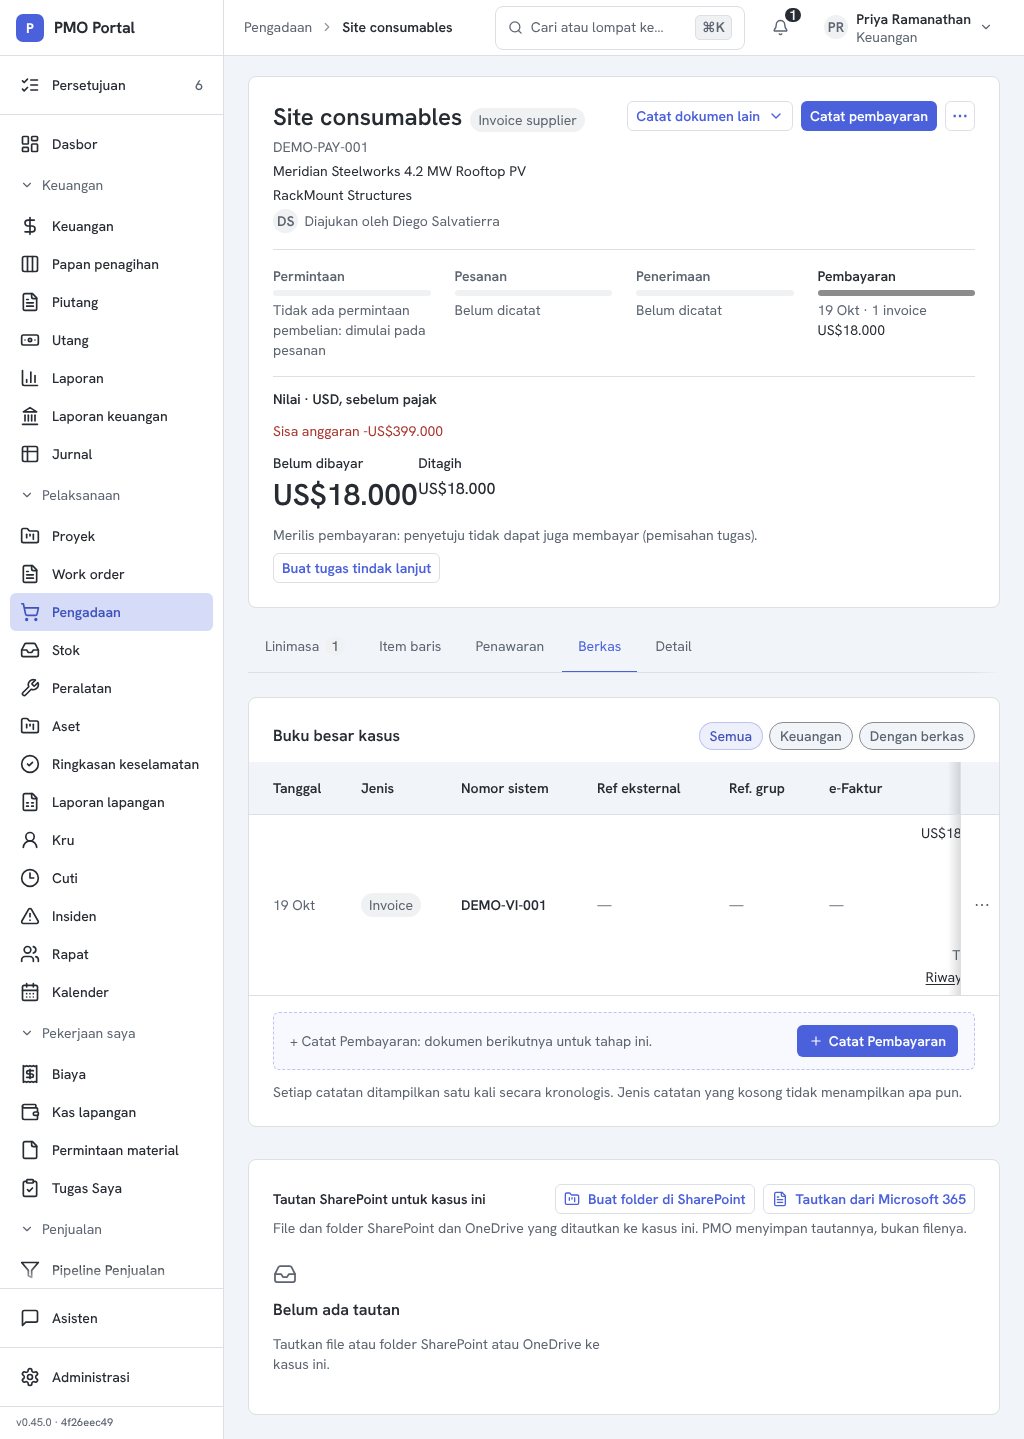 P PMO Portal
Persetujuan 6
Dasbor
Keuangan
Keuangan
Papan penagihan
Piutang
Utang
Laporan
Laporan keuangan
Jurnal
Pelaksanaan
Proyek
Work order
Pengadaan
Stok
Peralatan
Aset
Ringkasan keselamatan
Laporan lapangan
Kru
Cuti
Insiden
Rapat
Kalender
Pekerjaan saya
Biaya
Kas lapangan
Permintaan material
Tugas Saya
Penjualan
Pipeline Penjualan
Asisten
Administrasi
v0.45.0 · 4f26eec49
Pengadaan > Site consumables
Cari atau lompat ke... ⌘K
1
PR Priya Ramanathan
Keuangan
Site consumables Invoice supplier
Catat dokumen lain
Catat pembayaran
DEMO-PAY-001
Meridian Steelworks 4.2 MW Rooftop PV
RackMount Structures
DS Diajukan oleh Diego Salvatierra
Permintaan
Tidak ada permintaan
pembelian: dimulai pada
pesanan
Pesanan
Belum dicatat
Penerimaan
Belum dicatat
Pembayaran
19 Okt · 1 invoice
US$18.000
Nilai · USD, sebelum pajak
Sisa anggaran -US$399.000
Belum dibayar Ditagih
US$18.000 US$18.000
Merilis pembayaran: penyetuju tidak dapat juga membayar (pemisahan tugas).
Buat tugas tindak lanjut
Linimasa 1 Item baris Penawaran Berkas Detail
Buku besar kasus
Semua Keuangan Dengan berkas
Tanggal Jenis Nomor sistem Ref eksternal Ref. grup e-Faktur
US$18
19 Okt Invoice DEMO-VI-001 — — — ...
T
Riway
+ Catat Pembayaran: dokumen berikutnya untuk tahap ini.
+ Catat Pembayaran
Setiap catatan ditampilkan satu kali secara kronologis. Jenis catatan yang kosong tidak menampilkan apa pun.
Tautan SharePoint untuk kasus ini
Buat folder di SharePoint
Tautkan dari Microsoft 365
File dan folder SharePoint dan OneDrive yang ditautkan ke kasus ini. PMO menyimpan tautannya, bukan filenya.
Belum ada tautan
Tautkan file atau folder SharePoint atau OneDrive ke
kasus ini.